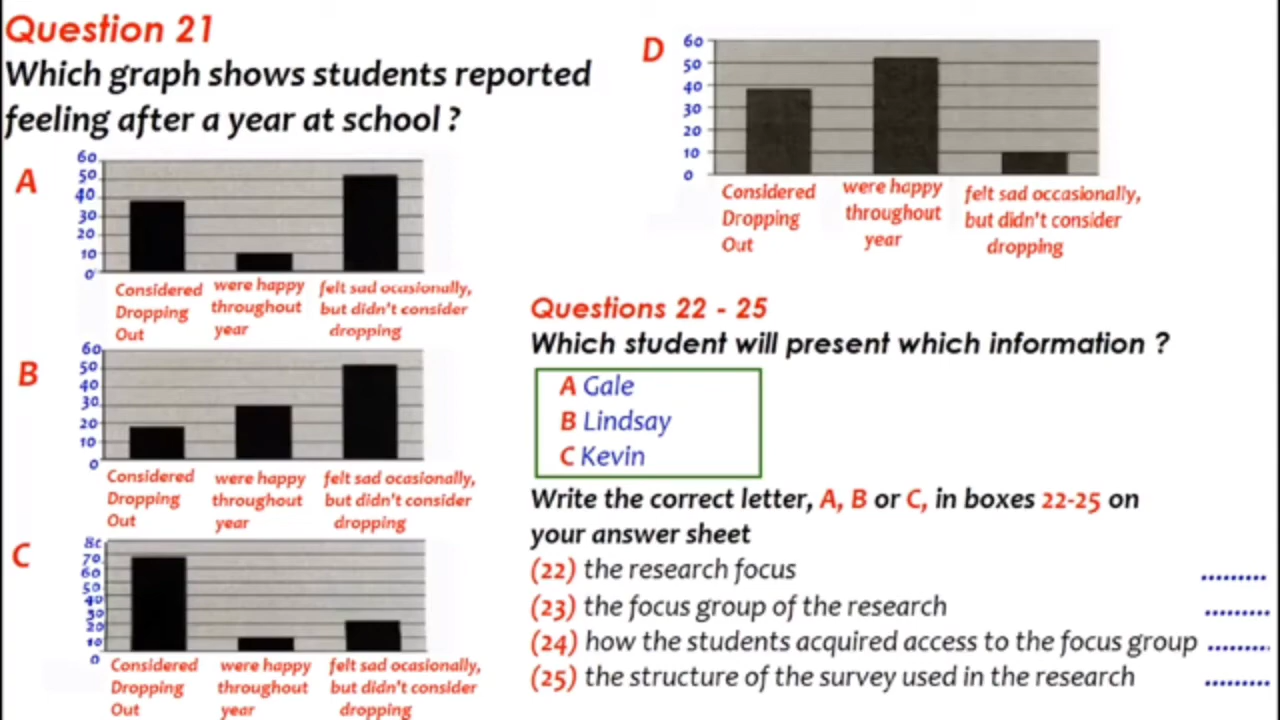 Question 21
Which graph shows students reported
feeling after a year at school ?
A
60
50
40
30
20
10
0
Considered
Dropping
Out
were happy
throughout
year
felt sad ocasionally,
but didn't consider
dropping
B
60
50
40
30
20
10
0
Considered
Dropping
Out
were happy
throughout
year
felt sad ocasionally,
but didn't consider
dropping
C
70
60
50
40
30
20
10
0
Considered
Dropping
Out
were happy
throughout
year
felt sad ocasionally,
but didn't consider
dropping
D
60
50
40
30
20
10
0
Considered
Dropping
Out
were happy
throughout
year
felt sad occasionally,
but didn't consider
dropping
Questions 22 - 25
Which student will present which information ?
A Gale
B Lindsay
C Kevin
Write the correct letter, A, B or C, in boxes 22-25 on
your answer sheet
(22) the research focus ..........
(23) the focus group of the research ..........
(24) how the students acquired access to the focus group ..........
(25) the structure of the survey used in the research ..........